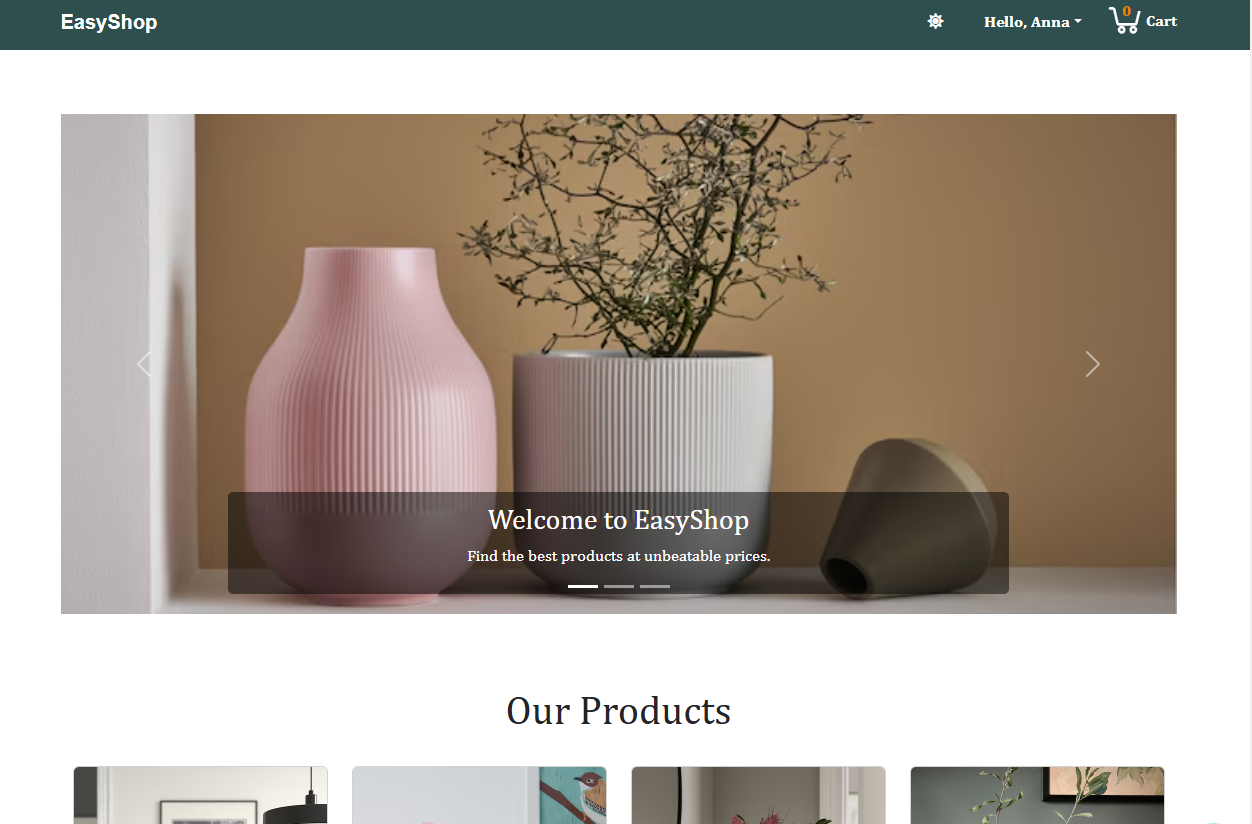 EasyShop
Hello, Anna
0
Cart
Welcome to EasyShop
Find the best products at unbeatable prices.
Our Products